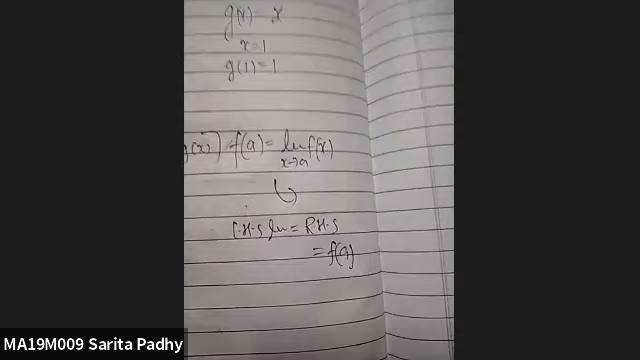 g(x) = x
x=1
g(1) = 1
g(x) f(a) = lim f(x)
x→a
L.H.S lim = R.H.S
= f(a)
MA19M009 Sarita Padhy